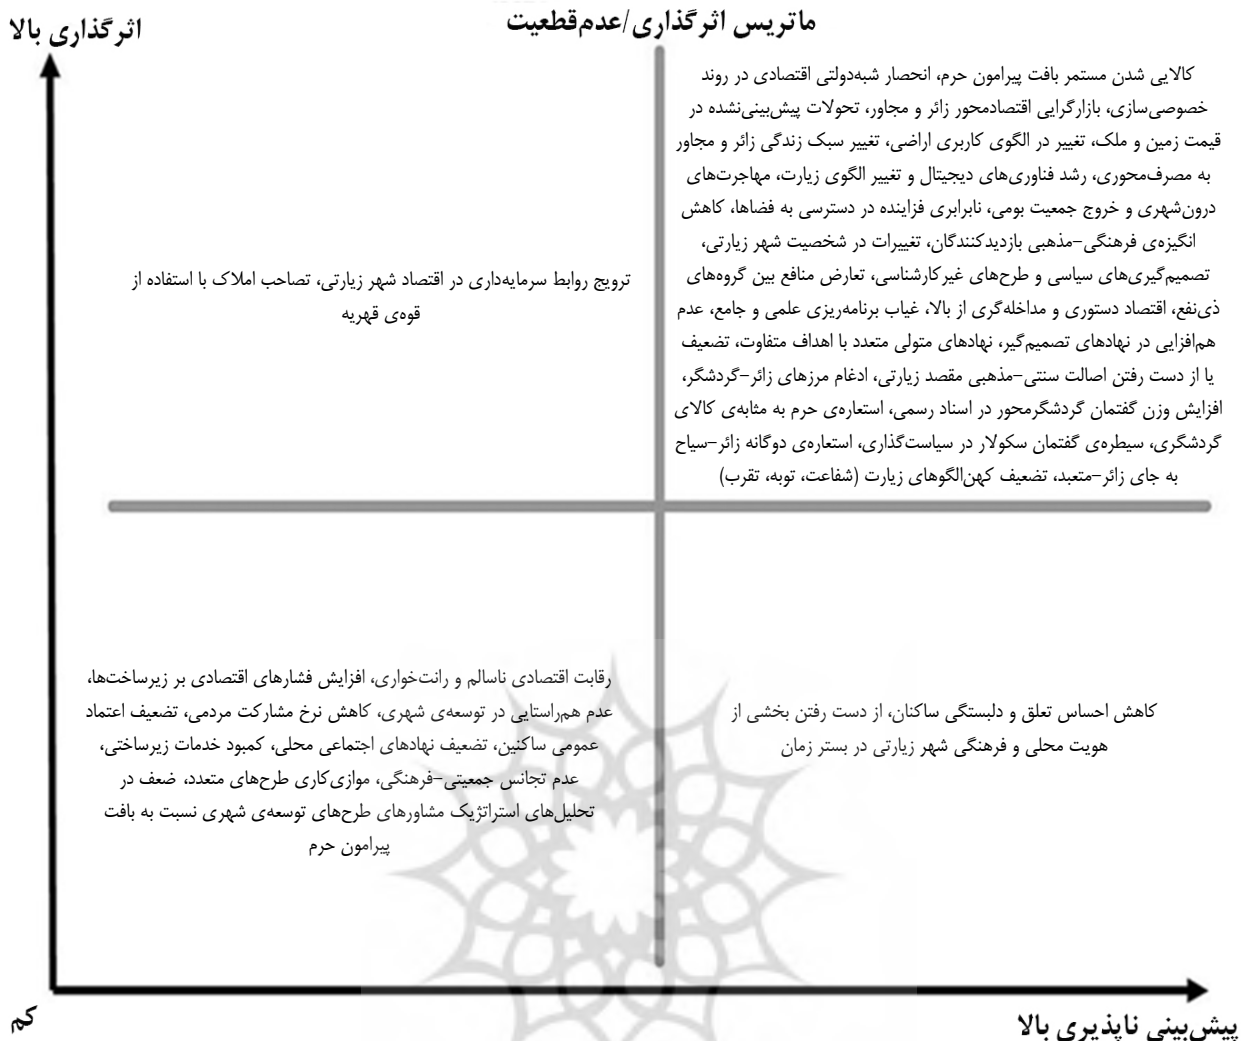 ماتریس اثرگذاری/عدم‌قطعیت
اثرگذاری بالا
کالایی شدن مستمر بافت پیرامون حرم، انحصار شبه‌دولتی اقتصادی در روند
خصوصی‌سازی، بازارگرایی اقتصادمحور زائر و مجاور، تحولات پیش‌بینی‌نشده در
قیمت زمین و ملک، تغییر در الگوی کاربری اراضی، تغییر سبک زندگی زائر و مجاور
به مصرف‌محوری، رشد فناوری‌های دیجیتال و تغییر الگوی زیارت، مهاجرت‌های
درون‌شهری و خروج جمعیت بومی، نابرابری فزاینده در دسترسی به فضاها، کاهش
انگیزه‌ی فرهنگی–مذهبی بازدیدکنندگان، تغییرات در شخصیت شهر زیارتی،
تصمیم‌گیری‌های سیاسی و طرح‌های غیرکارشناسی، تعارض منافع بین گروه‌های
ذی‌نفع، اقتصاد دستوری و مداخله‌گری از بالا، غیاب برنامه‌ریزی علمی و جامع، عدم
هم‌افزایی در نهادهای تصمیم‌گیر، نهادهای متولی متعدد با اهداف متفاوت، تضعیف
یا از دست رفتن اصالت سنتی–مذهبی مقصد زیارتی، ادغام مرزهای زائر–گردشگر،
افزایش وزن گفتمان گردشگرمحور در اسناد رسمی، استعاره‌ی حرم به مثابه‌ی کالای
گردشگری، سیطره‌ی گفتمان سکولار در سیاست‌گذاری، استعاره‌ی دوگانه زائر–سیاح
به جای زائر–متعبد، تضعیف کهن‌الگوهای زیارت (شفاعت، توبه، تقرب)
ترویج روابط سرمایه‌داری در اقتصاد شهر زیارتی، تصاحب املاک با استفاده از
قوه‌ی قهریه
کاهش احساس تعلق و دلبستگی ساکنان، از دست رفتن بخشی از
هویت محلی و فرهنگی شهر زیارتی در بستر زمان
رقابت اقتصادی ناسالم و رانت‌خواری، افزایش فشارهای اقتصادی بر زیرساخت‌ها،
عدم هم‌راستایی در توسعه‌ی شهری، کاهش نرخ مشارکت مردمی، تضعیف اعتماد
عمومی ساکنین، تضعیف نهادهای اجتماعی محلی، کمبود خدمات زیرساختی،
عدم تجانس جمعیتی–فرهنگی، موازی‌کاری طرح‌های متعدد، ضعف در
تحلیل‌های استراتژیک مشاورهای طرح‌های توسعه‌ی شهری نسبت به بافت
پیرامون حرم
پیش‌بینی ناپذیری بالا
کم